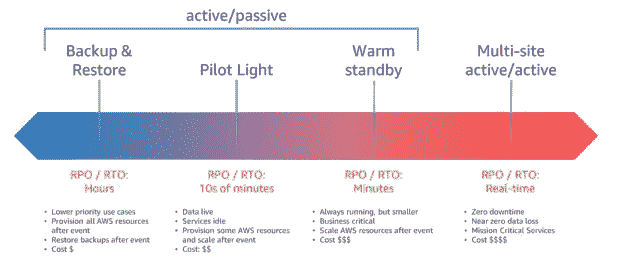 active/passive
Backup &
Restore
Pilot Light
Warm
standby
Multi-site
active/active
RPO / RTO:
Hours
RPO / RTO:
10s of minutes
RPO / RTO:
Minutes
RPO / RTO:
Real-time
• Lower priority use cases
• Provision all AWS resources
after event
• Restore backups after event
• Cost $
• Data live
• Services idle
• Provision some AWS resources
and scale after event
• Cost: $$
• Always running, but smaller
• Business critical
• Scale AWS resources after event
• Cost $$$
• Zero downtime
• Near zero data loss
• Mission Critical Services
• Cost $$$$